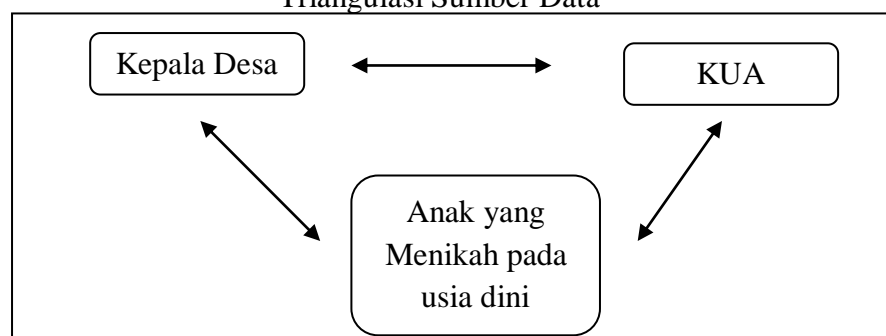 Triangulasi Sumber Data
Kepala Desa
KUA
Anak yang
Menikah pada
usia dini